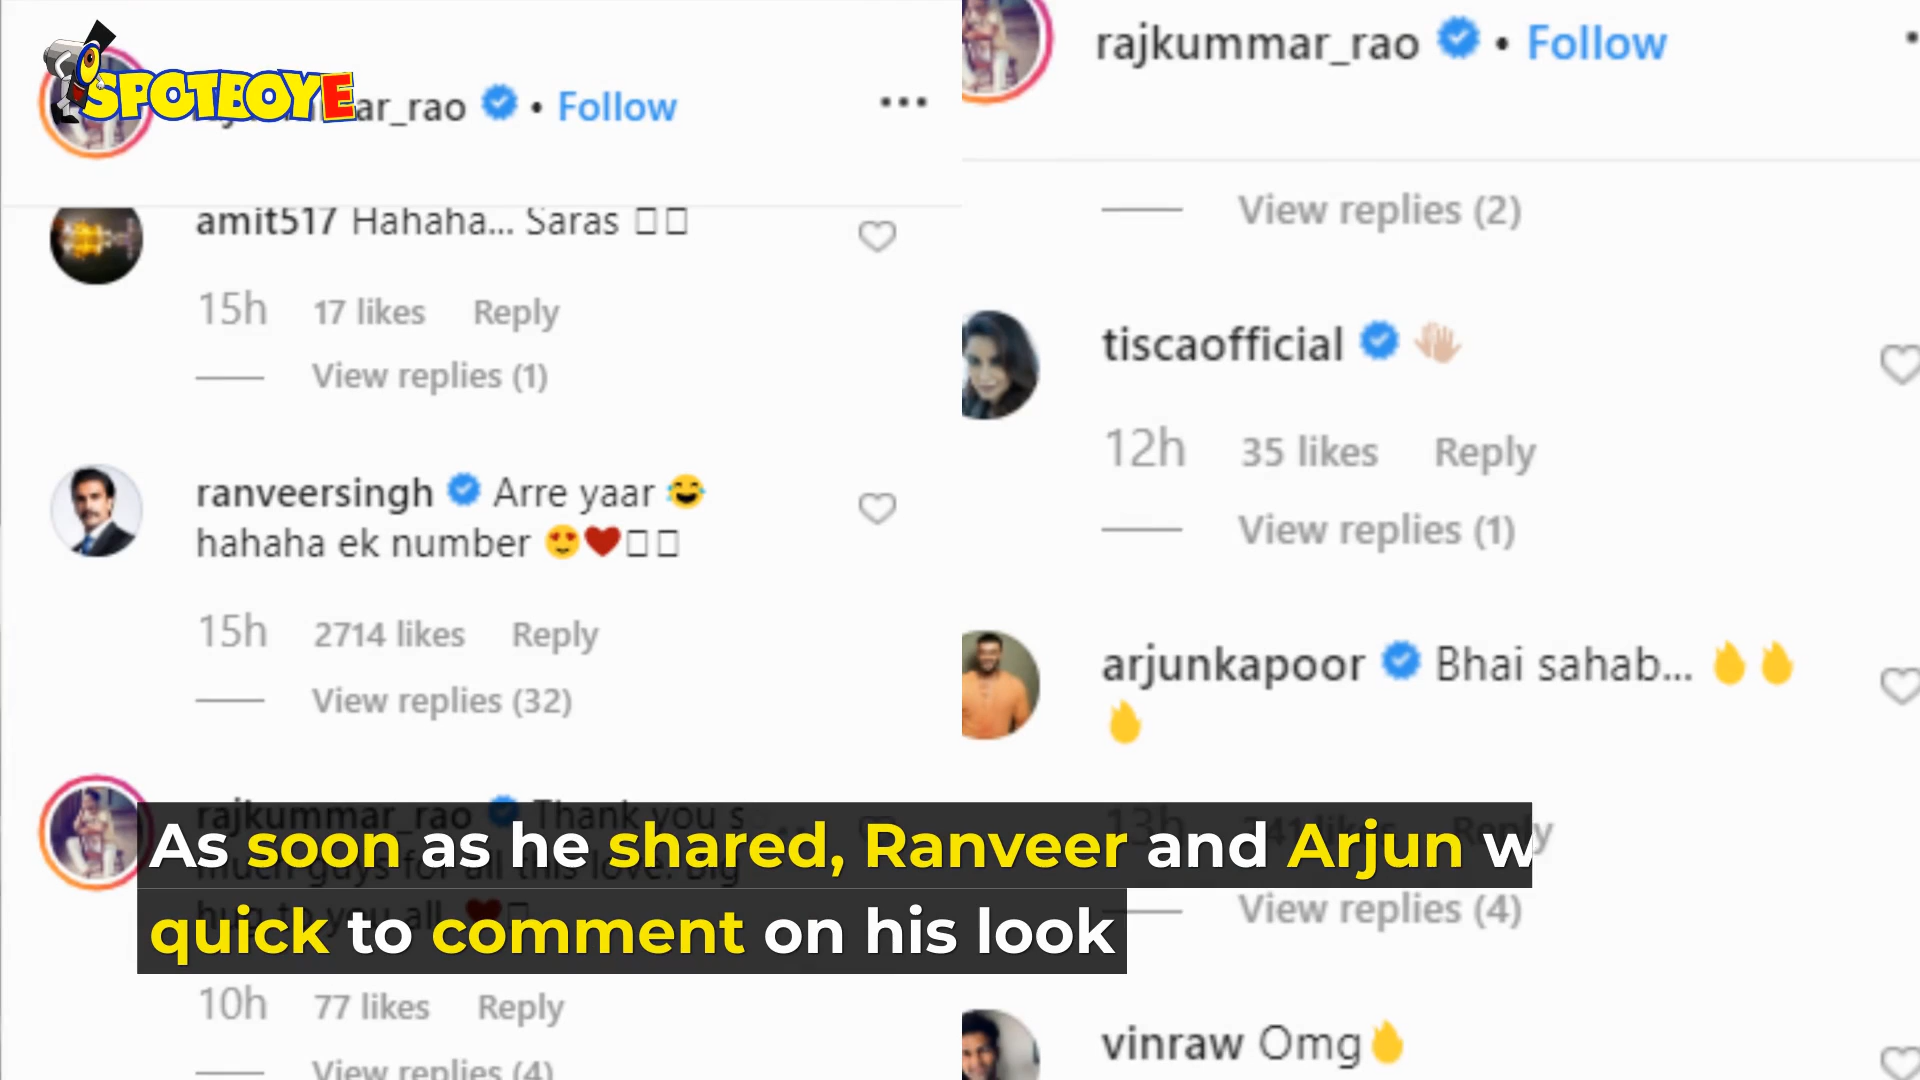 SPOTBOYE
ar_rao • Follow •••
amit517 Hahaha... Saras
15h 17 likes Reply
View replies (1)
ranveersingh Arre yaar 😂
hahaha ek number 😍❤️
15h 2714 likes Reply
View replies (32)
rajkummar_rao Thank you s
much guys for all this love. Big
hug to you all ❤️
10h 77 likes Reply
View replies (4)
rajkummar_rao • Follow
View replies (2)
tiscaofficial 👋🏻
12h 35 likes Reply
View replies (1)
arjunkapoor Bhai sahab... 🔥🔥
🔥
13h 341 likes Reply
View replies (4)
vinraw Omg🔥
As soon as he shared, Ranveer and Arjun w
quick to comment on his look